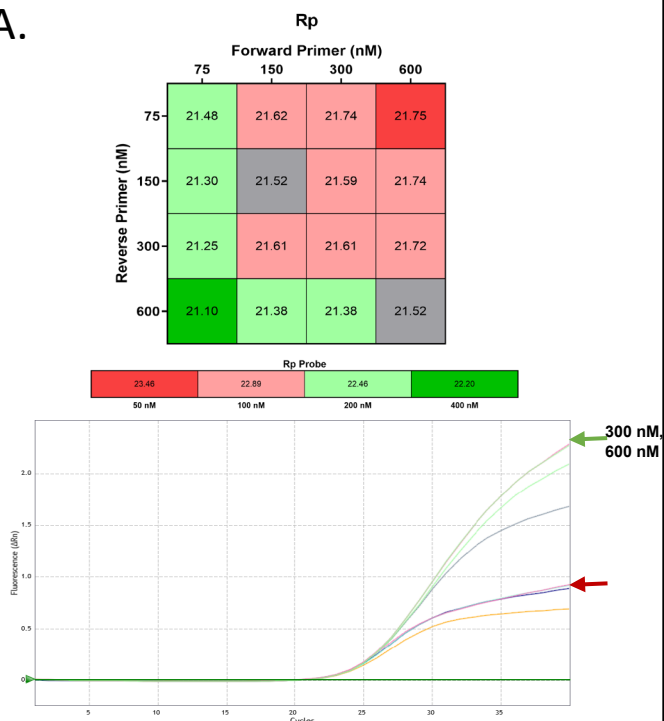 A.
Rp
Forward Primer (nM)
75 150 300 600
Reverse Primer (nM)
75 21.48 21.62 21.74 21.75
150 21.30 21.52 21.59 21.74
300 21.25 21.61 21.61 21.72
600 21.10 21.38 21.38 21.52
Rp Probe
23.46 22.89 22.46 22.20
50 nM 100 nM 200 nM 400 nM
300 nM,
600 nM
Fluorescence (ΔRn)
2.0
1.5
1.0
0.5
0
5 10 15 20 25 30 35
Cycles